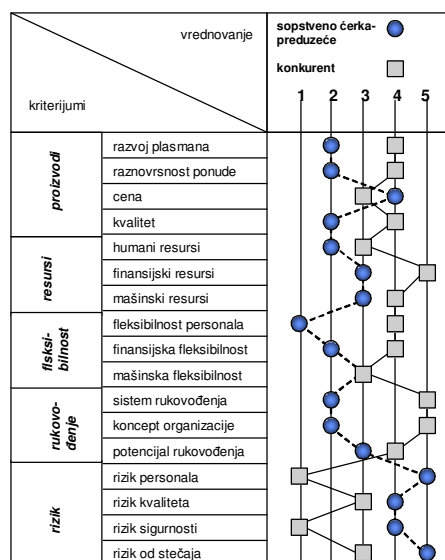 vrednovanje
kriterijumi
sopstveno ćerka-
preduzeće
konkurent
1 2 3 4 5
proizvodi
razvoj plasmana
raznovrsnost ponude
cena
kvalitet
resursi
humani resursi
finansijski resursi
mašinski resursi
flsksi-
bilnost
fleksibilnost personala
finansijska fleksibilnost
mašinska fleksibilnost
rukovo-
đenje
sistem rukovođenja
koncept organizacije
potencijal rukovođenja
rizik
rizik personala
rizik kvaliteta
rizik sigurnosti
rizik od stečaja